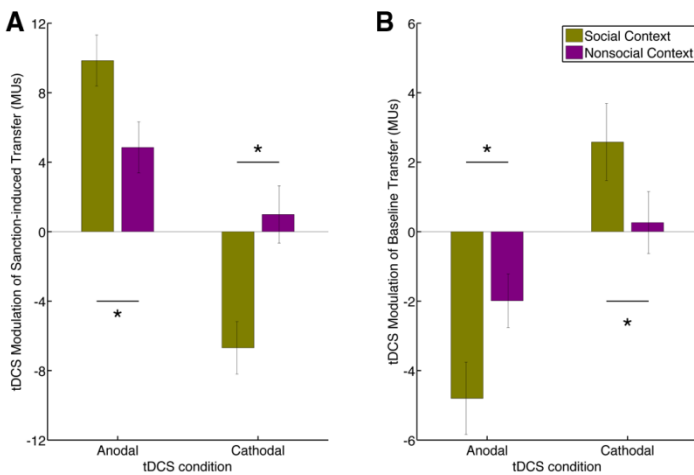 A
tDCS Modulation of Sanction-induced Transfer (MUs)
12
8
4
0
-4
-8
-12
*
*
Anodal
Cathodal
tDCS condition
B
tDCS Modulation of Baseline Transfer (MUs)
6
4
2
0
-2
-4
-6
Social Context
Nonsocial Context
*
*
Anodal
Cathodal
tDCS condition